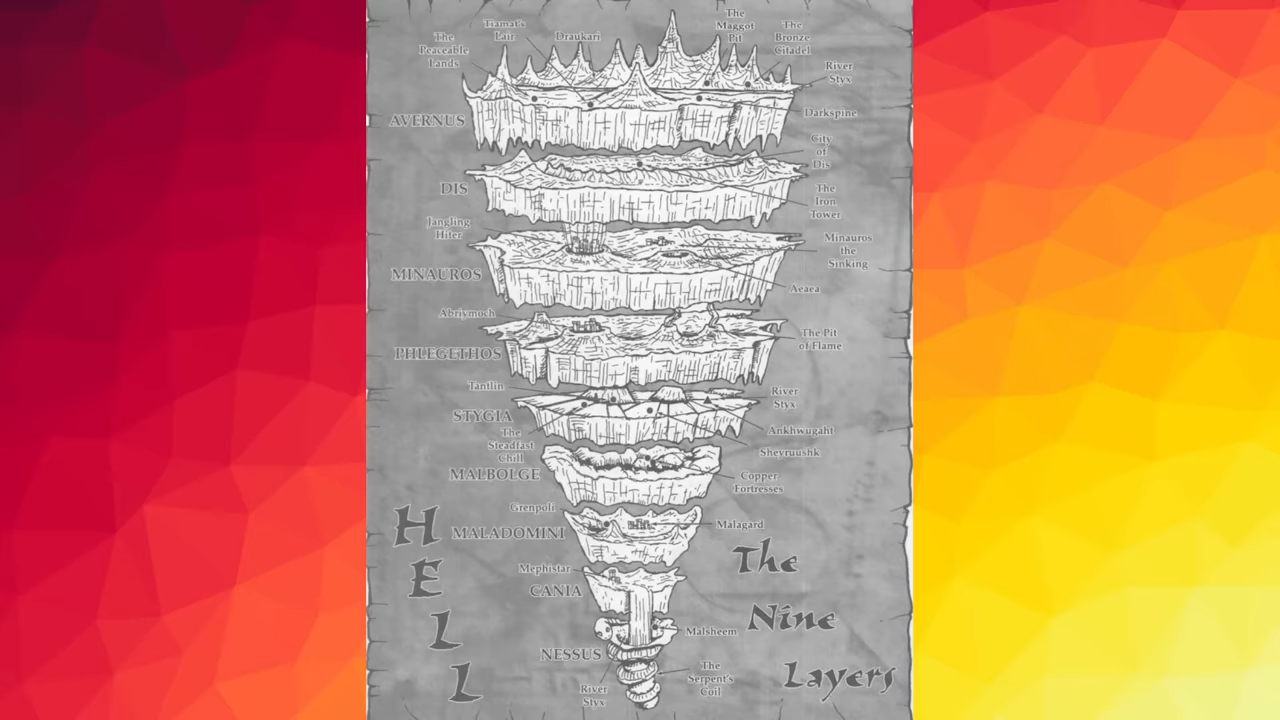 The
Peaceable
Lands
Tiamat's
Lair
Draukari
The
Maggot
Pit
The
Bronze
Citadel
River
Styx
AVERNUS
Darkspine
City
of
Dis
DIS
The
Iron
Tower
Jangling
Hiter
Minauros
the
Sinking
MINAUROS
Aeaea
Abriymoch
The Pit
of Flame
PHLEGETHOS
Tantlin
River
Styx
STYGIA
Ankhwugaht
The
Steadfast
Chill
Sheyruushk
MALBOLGE
Copper
Fortresses
Grenpoli
Malagard
MALADOMINI
Mephistar
CANIA
Malsheem
NESSUS
The
Serpent's
Coil
River
Styx
HELL
The
Nine
Layers